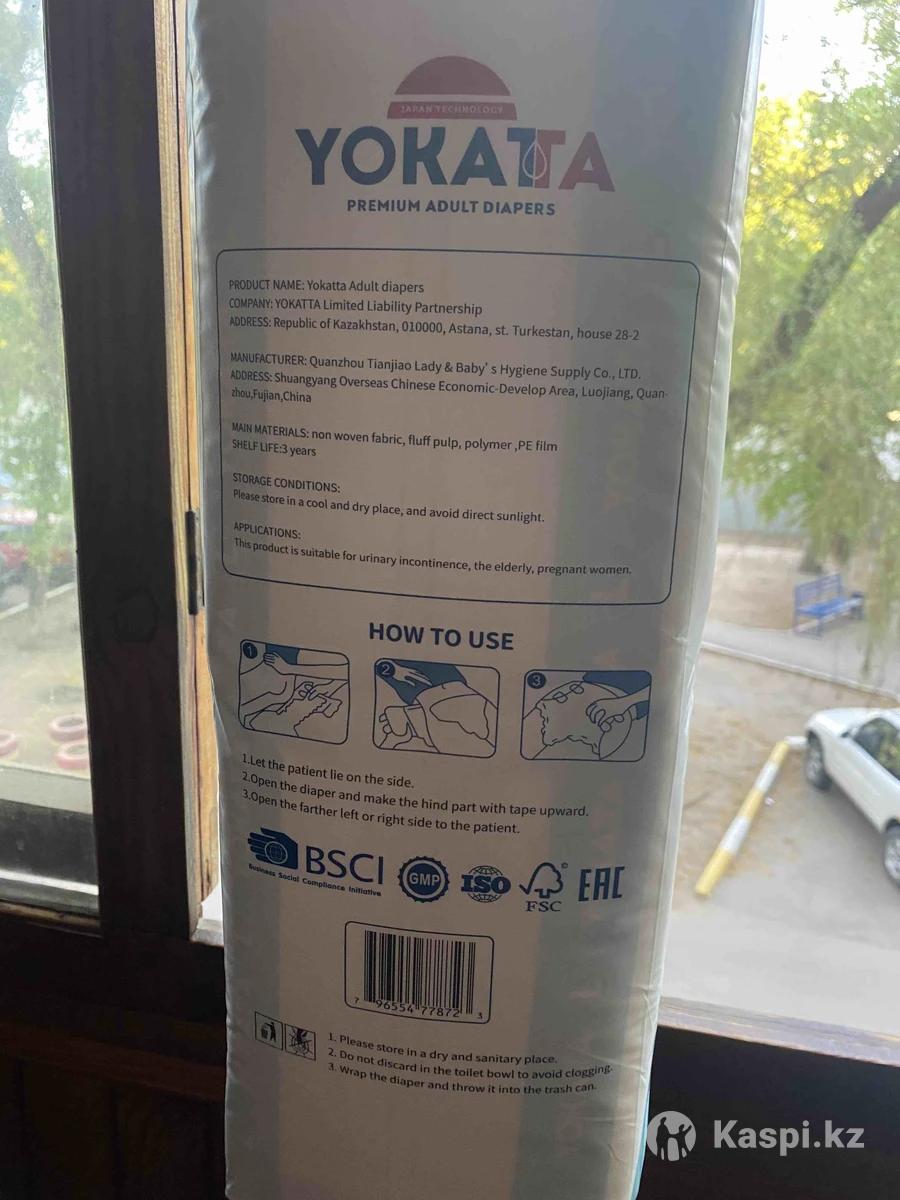 JAPAN TECHNOLOGY
YOKATTA
PREMIUM ADULT DIAPERS
PRODUCT NAME: Yokatta Adult diapers
COMPANY: YOKATTA Limited Liability Partnership
ADDRESS: Republic of Kazakhstan, 010000, Astana, st. Turkestan, house 28-2
MANUFACTURER: Quanzhou Tianjiao Lady & Baby's Hygiene Supply Co., LTD.
ADDRESS: Shuangyang Overseas Chinese Economic-Develop Area, Luojiang, Quan-
zhou,Fujian,China
MAIN MATERIALS: non woven fabric, fluff pulp, polymer ,PE film
SHELF LIFE:3 years
STORAGE CONDITIONS:
Please store in a cool and dry place, and avoid direct sunlight.
APPLICATIONS:
This product is suitable for urinary incontinence, the elderly, pregnant women.
HOW TO USE
1 2 3
1.Let the patient lie on the side.
2.Open the diaper and make the hind part with tape upward.
3.Open the farther left or right side to the patient.
BSCI GMP ISO FSC © EAC
Business Social Compliance Initiative
7 96554 77872 3
1. Please store in a dry and sanitary place.
2. Do not discard in the toilet bowl to avoid clogging.
3. Wrap the diaper and throw it into the trash can.
Kaspi.kz